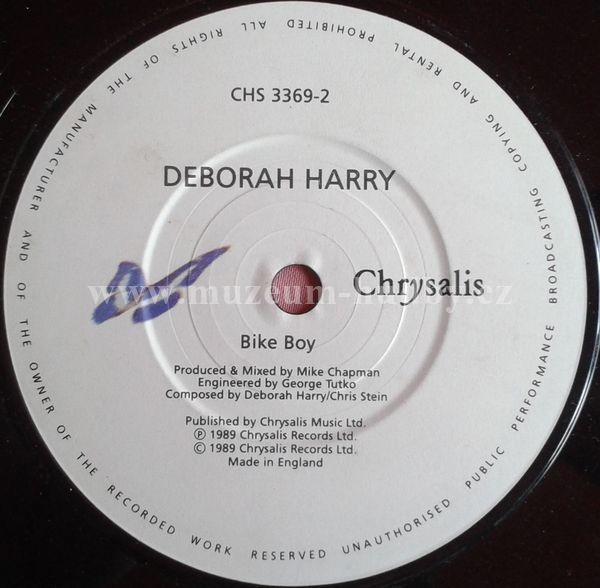 CHS 3369-2
DEBORAH HARRY
Chrysalis
www.muzeum-hudby.cz
Bike Boy
Produced & Mixed by Mike Chapman
Engineered by George Tutko
Composed by Deborah Harry/Chris Stein
Published by Chrysalis Music Ltd.
Ⓟ 1989 Chrysalis Records Ltd.
© 1989 Chrysalis Records Ltd.
Made in England
ALL RIGHTS OF THE MANUFACTURER AND OF THE OWNER OF THE RECORDED WORK RESERVED UNAUTHORISED PUBLIC PERFORMANCE BROADCASTING COPYING AND RENTAL PROHIBITED